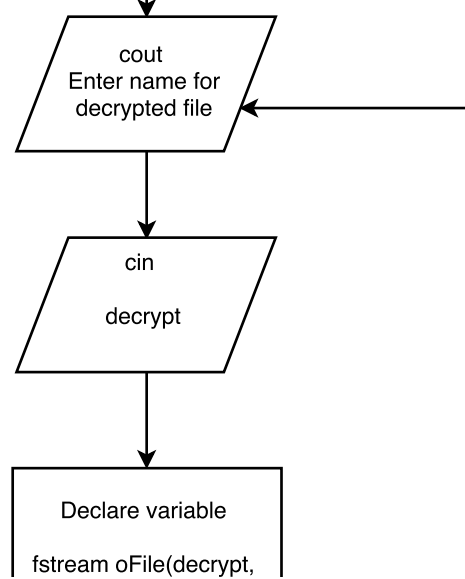 cout
Enter name for
decrypted file
cin
decrypt
Declare variable
fstream oFile(decrypt,